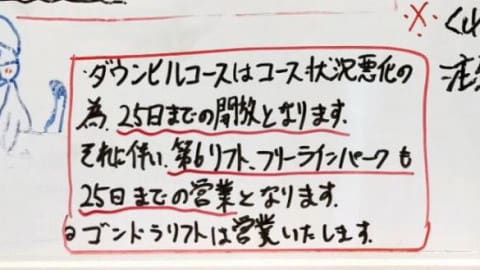 ・ダウンヒルコースはコース状況悪化の
為、25日までの開放となります。
それに伴い、第6リフト、フリーラインパークも
25日までの営業となります。
ゴンドラリフトは営業いたします。